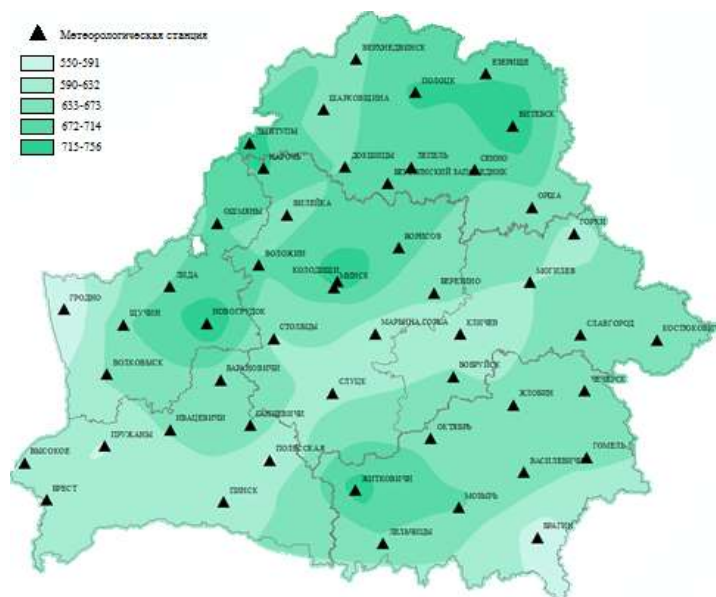 Метеорологическая станция
550-591
590-632
633-673
672-714
715-756
ВЕРХНЕДВИНСК
ЕЗЕРИЩЕ
ПОЛОЦК
ШАРКОВЩИНА
ВИТЕБСК
ЛЫНТУПЫ
НАРОЧЬ
ДОКШИЦЫ
ЛЕПЕЛЬ
СЕННО
БЕРЕЗИНСКИЙ ЗАПОВЕДНИК
ВИЛЕЙКА
ОРША
ОШМЯНЫ
ГОРКИ
БОРИСОВ
ВОЛОЖИН
КОЛОДИЩИ
МИНСК
ЛИДА
БЕРЕЗИНО
МОГИЛЕВ
ГРОДНО
ЩУЧИН
НОВОГРУДОК
СТОЛБЦЫ
МАРЬИНА ГОРКА
КЛИЧЕВ
СЛАВГОРОД
КОСТЮКОВИЧИ
ВОЛКОВЫСК
БАРАНОВИЧИ
БОБРУЙСК
СЛУЦК
ЖЛОБИН
ЧЕЧЕРСК
ИВАЦЕВИЧИ
ГАНЦЕВИЧИ
ОКТЯБРЬ
ПРУЖАНЫ
ВЫСОКОЕ
ПОЛЕССКАЯ
ГОМЕЛЬ
ВАСИЛЕВИЧИ
ЖИТКОВИЧИ
БРЕСТ
ПИНСК
МОЗЫРЬ
БРАГИН
ЛЕЛЬЧИЦЫ